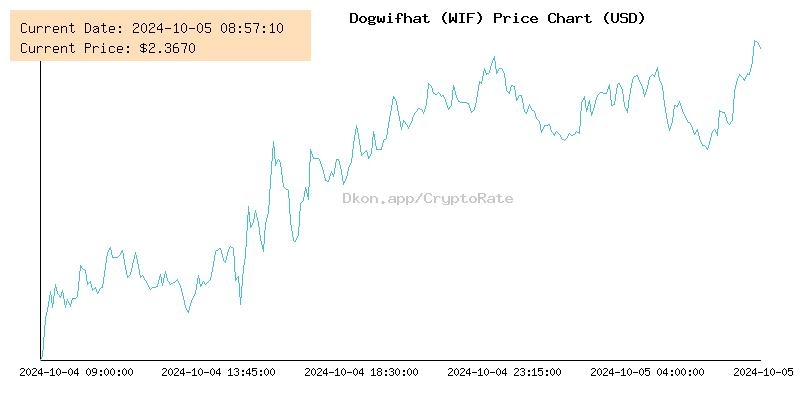 Dogwifhat (WIF) Price Chart (USD)
Current Date: 2024-10-05 08:57:10
Current Price: $2.3670
Dkon.app/CryptoRate
2024-10-04 09:00:00 2024-10-04 13:45:00 2024-10-04 18:30:00 2024-10-04 23:15:00 2024-10-05 04:00:00 2024-10-05